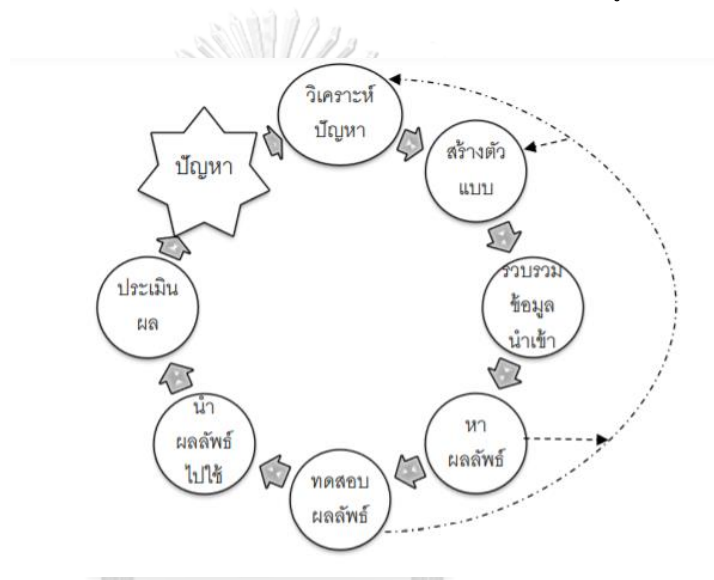 ปัญหา
วิเคราะห์
ปัญหา
สร้างตัว
แบบ
รวบรวม
ข้อมูล
นำเข้า
หา
ผลลัพธ์
ทดสอบ
ผลลัพธ์
นำ
ผลลัพธ์
ไปใช้
ประเมิน
ผล